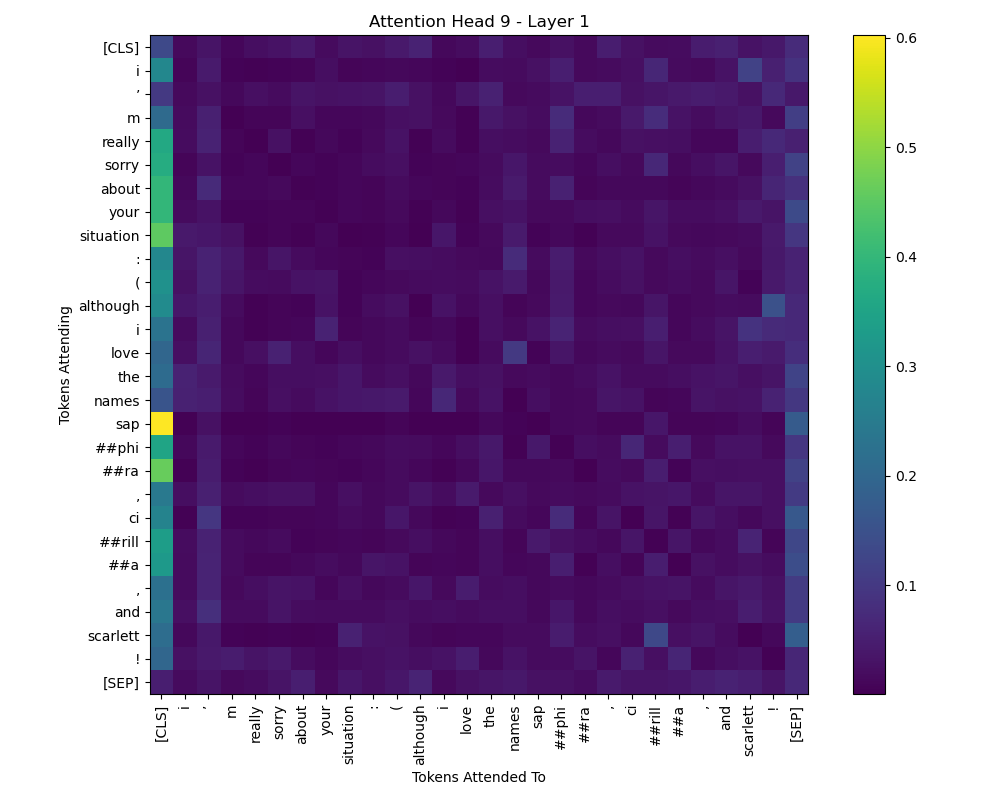 Attention Head 9 - Layer 1
[CLS]
i
’
m
really
sorry
about
your
situation
:
(
although
i
love
the
names
sap
##phi
##ra
,
ci
##rill
##a
,
and
scarlett
!
[SEP]
Tokens Attending
[CLS] i ’ m really sorry about your situation : ( although i love the names sap ##phi ##ra , ci ##rill ##a , and scarlett ! [SEP]
Tokens Attended To
0.6
0.5
0.4
0.3
0.2
0.1